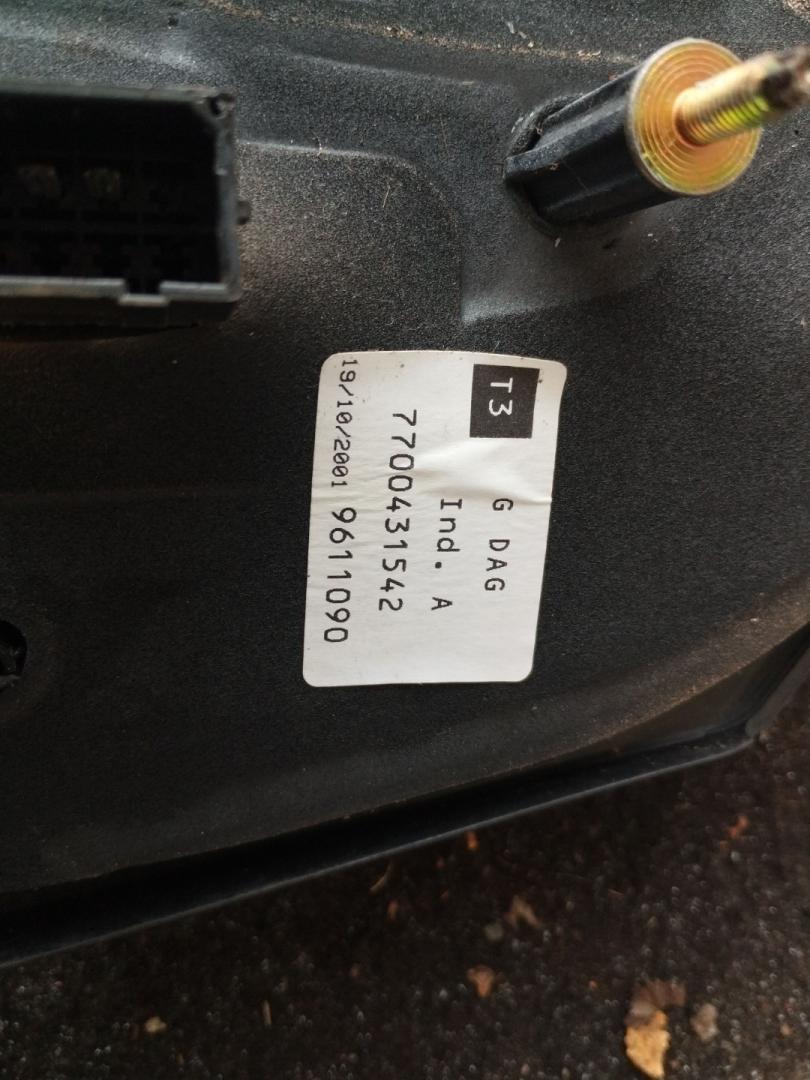 T3
G DAG
Ind. A
7700431542
19/10/2001 9611090